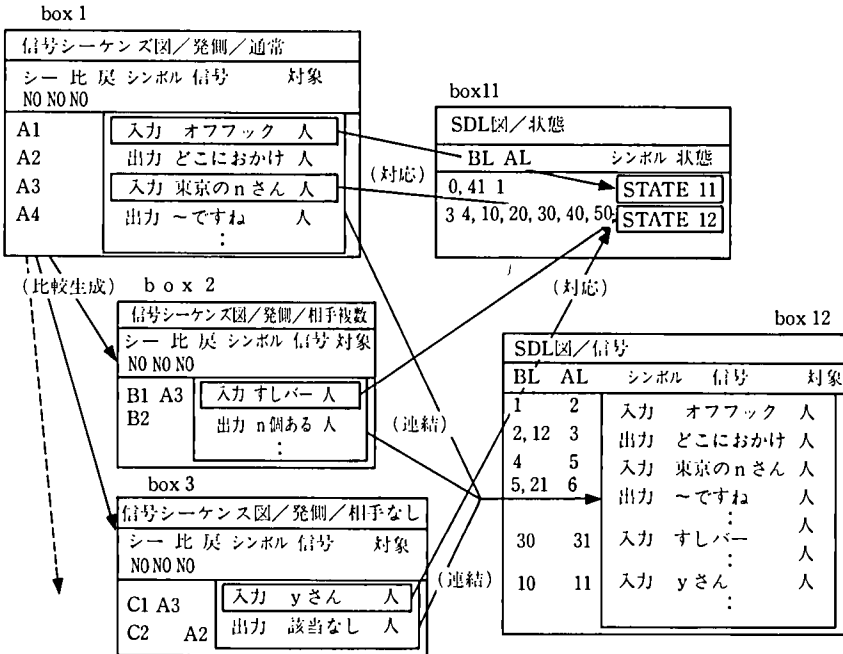 box 1
信号シーケンズ図／発側／通常
シー 比 戻 シンボル 信号 対象
NO NO NO
A1 入力 オフフック 人
A2 出力 どこにおかけ 人
A3 入力 東京のnさん 人
A4 出力 ～ですね 人
：
(対応)
box11
SDL図／状態
BL AL シンボル 状態
0, 41 1 STATE 11
3 4, 10, 20, 30, 40, 50, STATE 12
(比較生成)
box 2
信号シーケンズ図／発側／相手複数
シー 比 戻 シンボル 信号 対象
NO NO NO
B1 A3 入力 すしバー 人
B2 出力 n個ある 人
：
(連結)
(対応)
box 3
信号シーケンス図／発側／相手なし
シー 比 戻 シンボル 信号 対象
NO NO NO
C1 A3 入力 yさん 人
C2 A2 出力 該当なし 人
(連結)
box 12
SDL図／信号
BL AL シンボル 信号 対象
1 2 入力 オフフック 人
2, 12 3 出力 どこにおかけ 人
4 5 入力 東京のnさん 人
5, 21 6 出力 ～ですね 人
： 人
30 31 入力 すしバー
： 人
10 11 入力 yさん 人
：